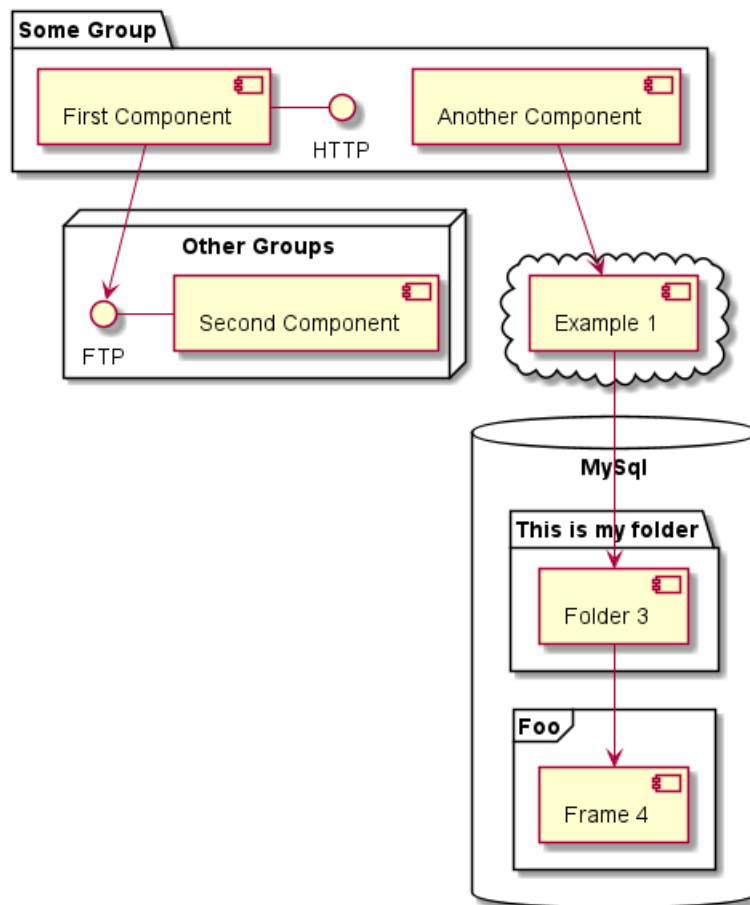 Some Group
First Component
HTTP
Another Component
Other Groups
FTP
Second Component
Example 1
MySql
This is my folder
Folder 3
Foo
Frame 4